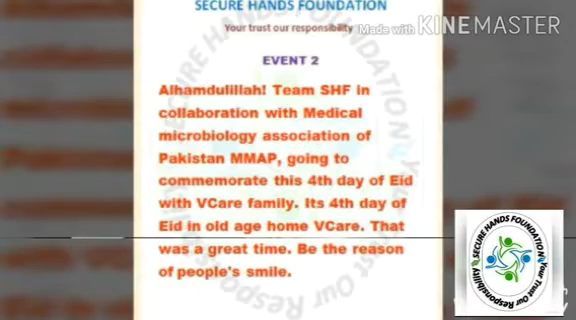 SECURE HANDS FOUNDATION
Your trust our responsibility
Made with KINEMASTER
EVENT 2
Alhamdulillah! Team SHF in
collaboration with Medical
microbiology association of
Pakistan MMAP, going to
commemorate this 4th day of Eid
with VCare family. Its 4th day of
Eid in old age home VCare. That
was a great time. Be the reason
of people's smile.
SECURE HANDS FOUNDATION
Your Trust Our Responsibility